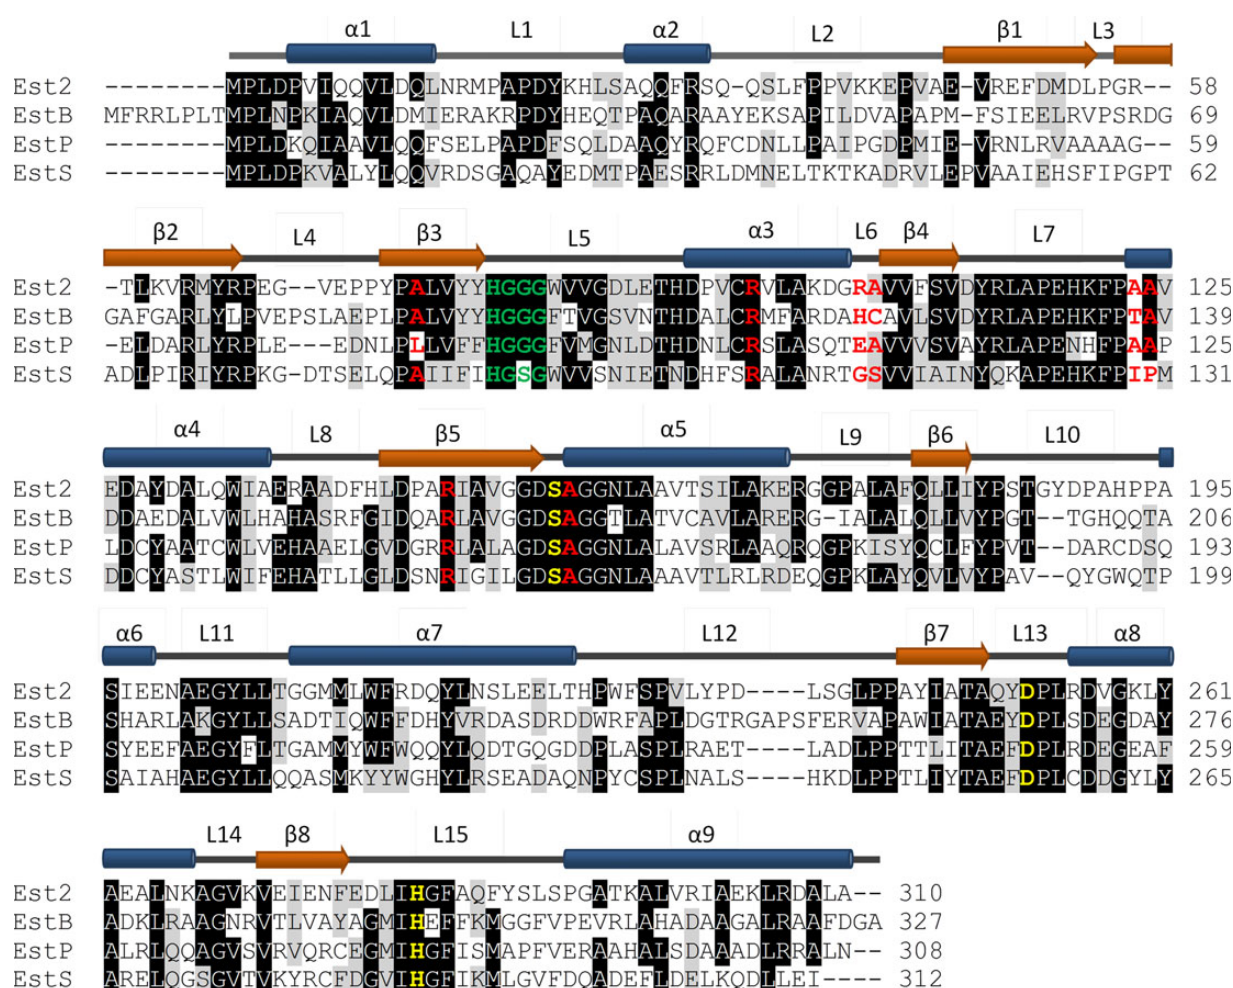 α1 L1 α2 L2 β1 L3
Est2 --------MPLDPVIQQVLDQLNRMPAPDYKHLSAQQFRSQ-QSLFPPVKKEPVAE-VREFDMDLPGR-- 58
EstB MFRRLPLTMPLNPKIAQVLDMIERAKRPDYHEQTPAQARAAYEKSAPILDVAPAPM-FSIEELRVPSRDG 69
EstP --------MPLDKQIAAVLQQFSELPAPDFSQLDAAQYRQFCDNLLPAIPGDPMIE-VRNLRVAAAAG-- 59
EstS --------MPLDPKVALYLQQVRDSGAQAYEDMTPAESRRLDMNELTKTKADRVLEPVAAIEHSFIPGPT 62
β2 L4 β3 L5 α3 L6 β4 L7
Est2 -TLKVRMYRPEG--VEPPYPALVYYHGGGWVVGDLETHDPVCRVLAKDGRAVVFSVDYRLAPEHKFPAAV 125
EstB GAFGARLYLPVEPSLAEPLPALVYYHGGGFTVGSVNTHDALCRMFARDAHCAVLSVDYRLAPEHKFPTAV 139
EstP -ELDARLYRPLE---EDNLPLLVFFHGGGFVMGNLDTHDNLCRSLASQTEAVVVSVAYRLAPENHFPAAP 125
EstS ADLPIRIYRPKG-DTSELQPAIIFIHGSGWVVSNIETNDHFSRALANRTGSVVIAINYQKAPEHKFPIPM 131
α4 L8 β5 α5 L9 β6 L10
Est2 EDAYDALQWIAERAADFHLDPARIAVGGDSAGGNLAAVTSILAKERGGPALAFQLLIYPSTGYDPAHPPA 195
EstB DDAEDALVWLHAHASRFGIDQARLAVGGDSAGGTLATVCAVLARERG-IALALQLLVYPGT--TGHQQTA 206
EstP LDCYAATCWLVEHAAELGVDGRRLALAGDSAGGNLALAVSRLAAQRQGPKISYQCLFYPVT--DARCDSQ 193
EstS DDCYASTLWIFEHATLLGLDSNRIGILGDSAGGNLAAAVTLRLRDEQGPKLAYQVLVYPAV--QYGWQTP 199
α6 L11 α7 L12 β7 L13 α8
Est2 SIEENAEGYLLTGGMMLWFRDQYLNSLEELTHPWFSPVLYPD----LSGLPPAYIATAQYDPLRDVGKLY 261
EstB SHARLAKGYLLSADTIQWFFDHYVRDASDRDDWRFAPLDGTRGAPSFERVAPAWIATAEYDPLSDEGDAY 276
EstP SYEEFAEGYFLTGAMMYWFWQQYLQDTGQGDDPLASPLRAET----LADLPPTTLITAEFDPLRDEGEAF 259
EstS SAIAHAEGYLLQQASMKYYWGHYLRSEADAQNPYCSPLNALS----HKDLPPTLIYTAEFDPLCDDGYLY 265
L14 β8 L15 α9
Est2 AEALNKAGVKVEIENFEDLIHGFAQFYSLSPGATKALVRIAEKLRDALA-- 310
EstB ADKLRAAGNRVTLVAYAGMIHEFFKMGGFVPEVRLAHADAAGALRAAFDGA 327
EstP ALRLQQAGVSVRVQRCEGMIHGFISMAPFVERAAHALSDAAADLRRALN-- 308
EstS ARELQGSGVTVKYRCFDGVIHGFIKMLGVFDQADEFLDELKQDLLEI---- 312